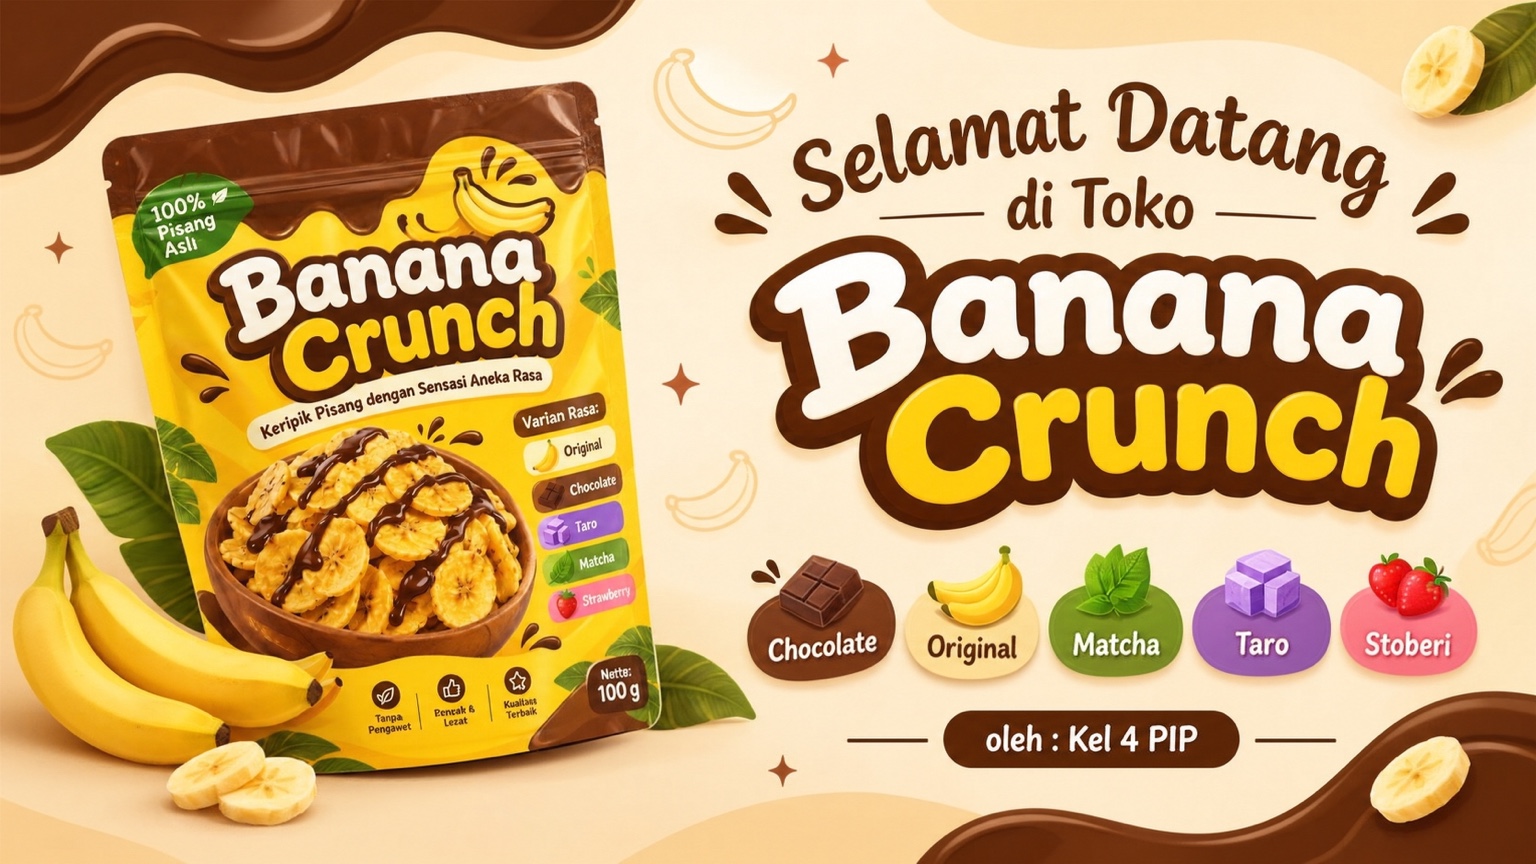 100%
Pisang
Asli
Banana
Crunch
Keripik Pisang dengan Sensasi Aneka Rasa
Varian Rasa:
Original
Chocolate
Taro
Matcha
Strawberry
Tanpa
Pengawet
Lezat
Kualitas
Terbaik
Netto:
100 g
Selamat Datang
di Toko
Banana
Crunch
Chocolate
Original
Matcha
Taro
Stoberi
oleh : Kel 4 PIP